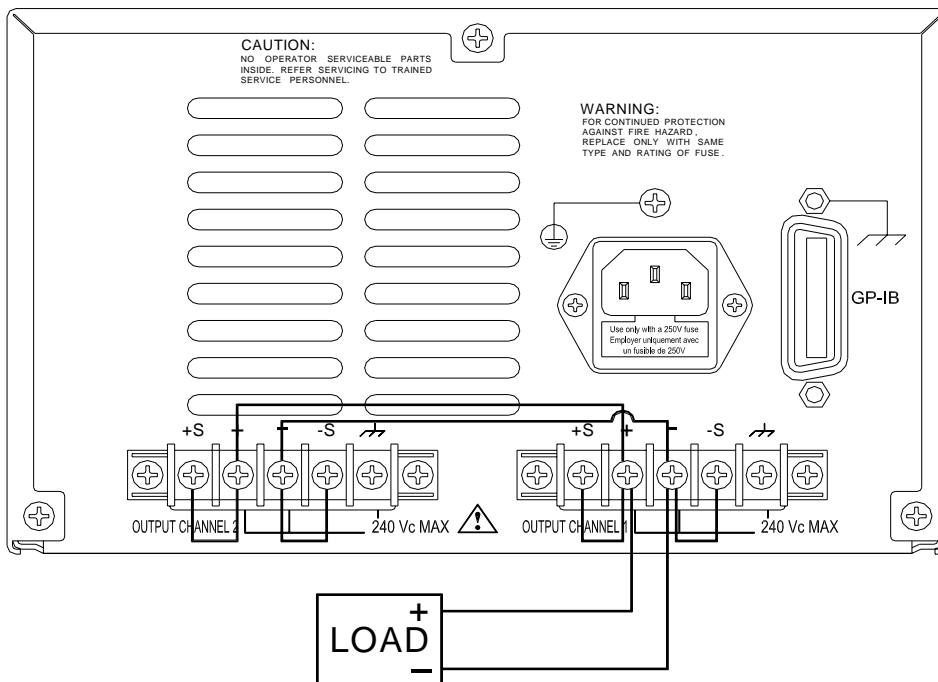 CAUTION:
NO OPERATOR SERVICEABLE PARTS
INSIDE. REFER SERVICING TO TRAINED
SERVICE PERSONNEL.
WARNING:
FOR CONTINUED PROTECTION
AGAINST FIRE HAZARD,
REPLACE ONLY WITH SAME
TYPE AND RATING OF FUSE.
GP-IB
Use only with a 250V fuse
Employer uniquement avec
un fusible de 250V
+S + - -S
+S + - -S
OUTPUT CHANNEL 2
240 Vc MAX
OUTPUT CHANNEL 1
240 Vc MAX
+
LOAD
-